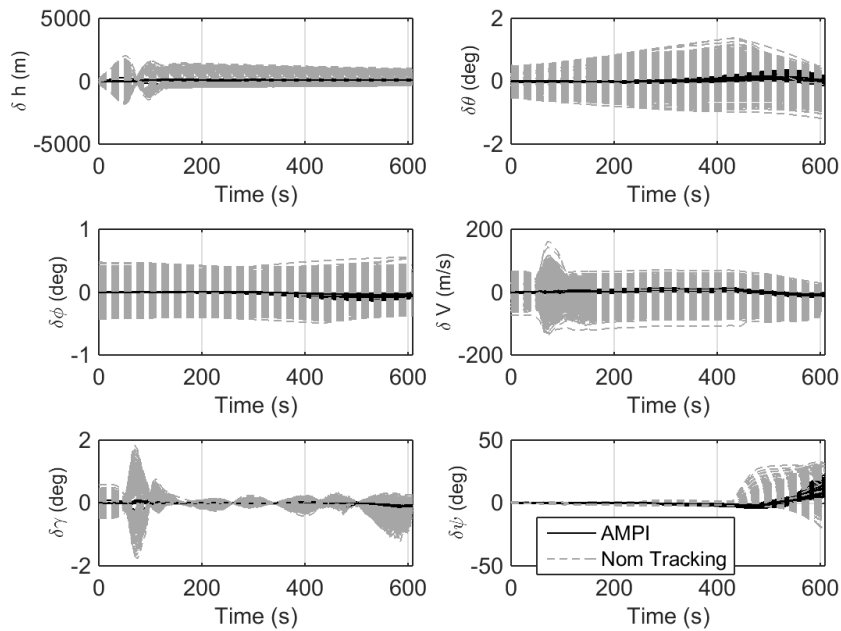 5000
0
-5000
δ h (m)
0 200 400 600
Time (s)
2
0
-2
δθ (deg)
0 200 400 600
Time (s)
1
0
-1
δϕ (deg)
0 200 400 600
Time (s)
200
0
-200
δ V (m/s)
0 200 400 600
Time (s)
2
0
-2
δγ (deg)
0 200 400 600
Time (s)
50
0
-50
δψ (deg)
0 200 400 600
Time (s)
AMPI
Nom Tracking